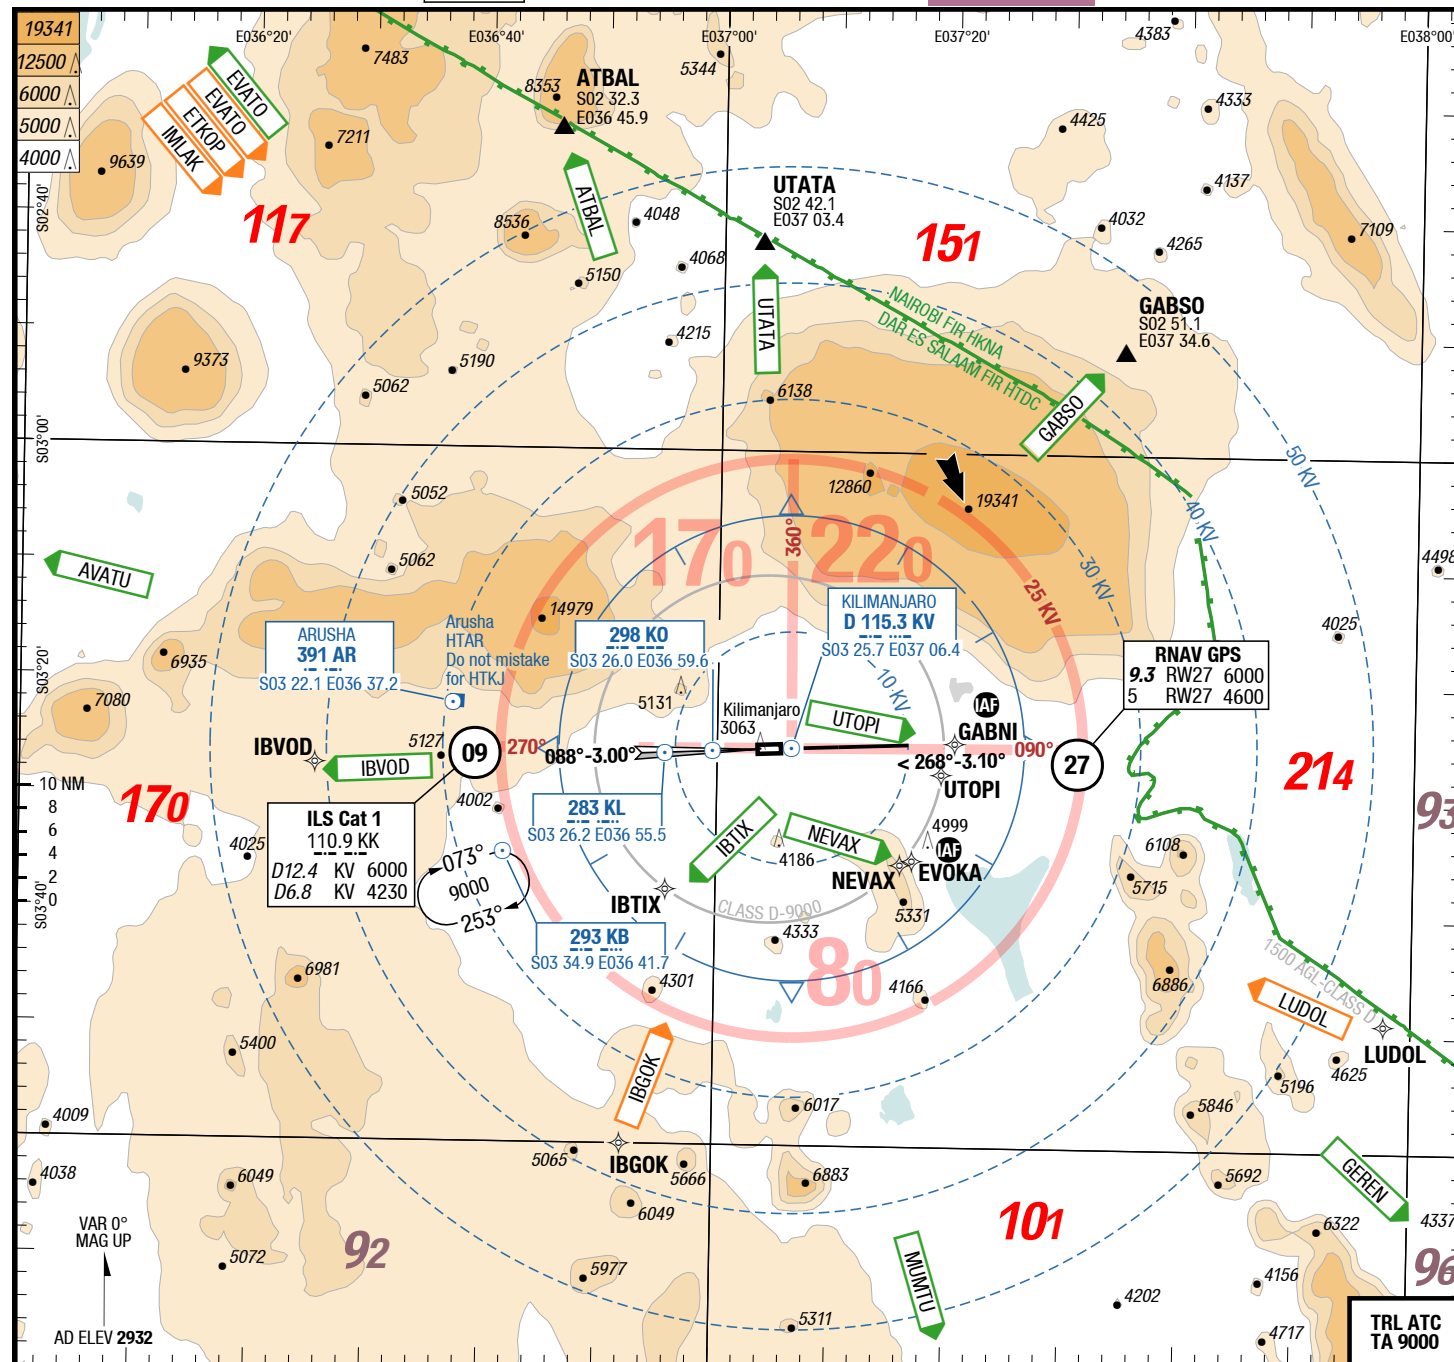 19341
12500
6000
5000
4000
E036°20'
E036°40'
E037°00'
E037°20'
E038°00'
7483
8353
ATBAL
S02 32.3
E036 45.9
5344
4383
4333
4425
EVATO
EVATO
ETKOP
IMLAK
9639
7211
S02°40'
117
8536
ATBAL
4048
4068
5150
UTATA
S02 42.1
E037 03.4
151
4137
4032
4265
7109
GABSO
S02 51.1
E037 34.6
NAIROBI FIR HKNA
DAR ES SALAAM FIR HTDC
UTATA
4215
9373
5190
5062
6138
GABSO
S03°00'
50 KV
40 KV
30 KV
25 KV
10 KV
5052
12860
19341
170
360°
220
5062
4498
AVATU
14979
4025
Arusha
HTAR
Do not mistake
for HTKJ
ARUSHA
391 AR
S03 22.1 E036 37.2
298 KO
S03 26.0 E036 59.6
KILIMANJARO
D 115.3 KV
S03 25.7 E037 06.4
6935
S03°20'
7080
5131
Kilimanjaro
3063
UTOPI
IAF
GABNI
RNAV GPS
9.3 RW27 6000
5 RW27 4600
IBVOD
IBVOD
5127
09
270°
088°-3.00°
090°
27
< 268°-3.10°
UTOPI
10 NM
8
6
4
2
0
170
214
93
ILS Cat 1
110.9 KK
D12.4 KV 6000
D6.8 KV 4230
4002
283 KL
S03 26.2 E036 55.5
IBTIX
NEVAX
4186
4999
IAF
EVOKA
NEVAX
6108
5715
4025
S03°40'
073°
9000
253°
IBTIX
CLASS D-9000
5331
4333
293 KB
S03 34.9 E036 41.7
80
6981
4301
4166
6886
1500 AGL-CLASS D
LUDOL
LUDOL
5400
IBGOK
4625
5196
4009
6017
5846
5065
IBGOK
5666
4038
6049
6883
5692
GEREN
6049
VAR 0°
MAG UP
92
101
4337
6322
96
5072
5977
MUMTU
4156
4202
AD ELEV 2932
5311
4717
TRL ATC
TA 9000